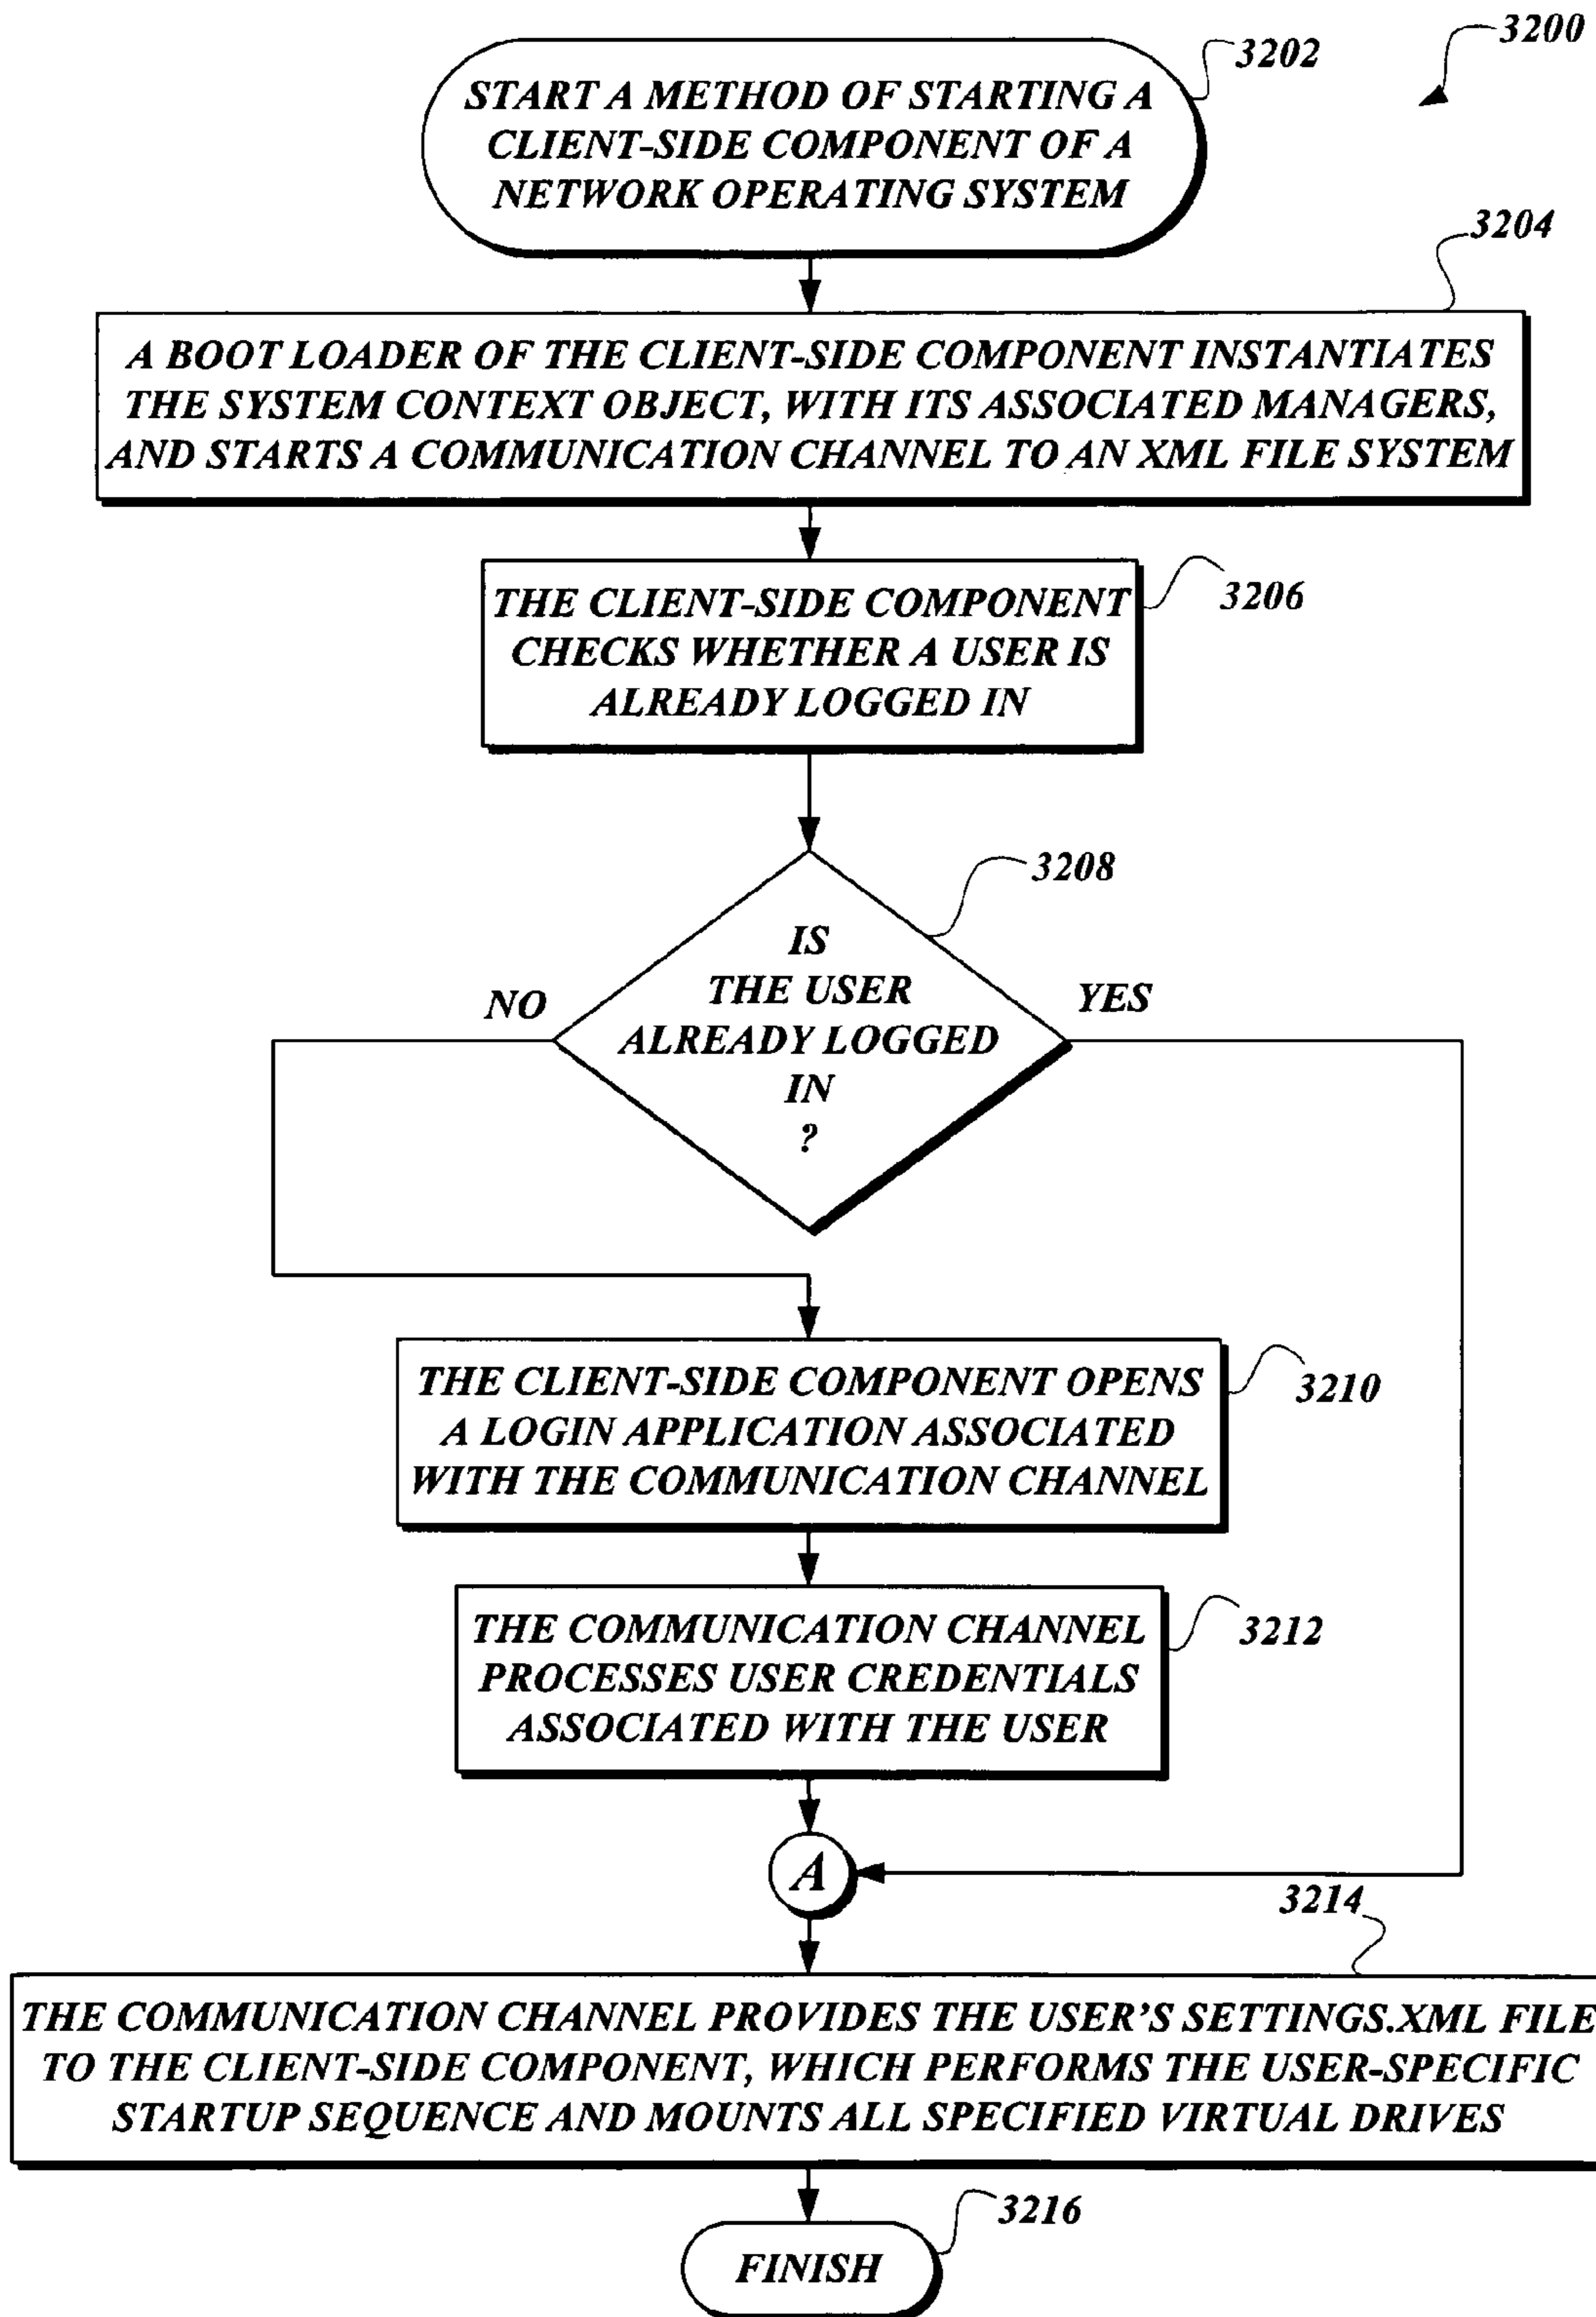 3200
3202
START A METHOD OF STARTING A
CLIENT-SIDE COMPONENT OF A
NETWORK OPERATING SYSTEM
3204
A BOOT LOADER OF THE CLIENT-SIDE COMPONENT INSTANTIATES
THE SYSTEM CONTEXT OBJECT, WITH ITS ASSOCIATED MANAGERS,
AND STARTS A COMMUNICATION CHANNEL TO AN XML FILE SYSTEM
3206
THE CLIENT-SIDE COMPONENT
CHECKS WHETHER A USER IS
ALREADY LOGGED IN
3208
IS
THE USER
ALREADY LOGGED
IN
?
NO
YES
3210
THE CLIENT-SIDE COMPONENT OPENS
A LOGIN APPLICATION ASSOCIATED
WITH THE COMMUNICATION CHANNEL
3212
THE COMMUNICATION CHANNEL
PROCESSES USER CREDENTIALS
ASSOCIATED WITH THE USER
A
3214
THE COMMUNICATION CHANNEL PROVIDES THE USER'S SETTINGS.XML FILE
TO THE CLIENT-SIDE COMPONENT, WHICH PERFORMS THE USER-SPECIFIC
STARTUP SEQUENCE AND MOUNTS ALL SPECIFIED VIRTUAL DRIVES
3216
FINISH